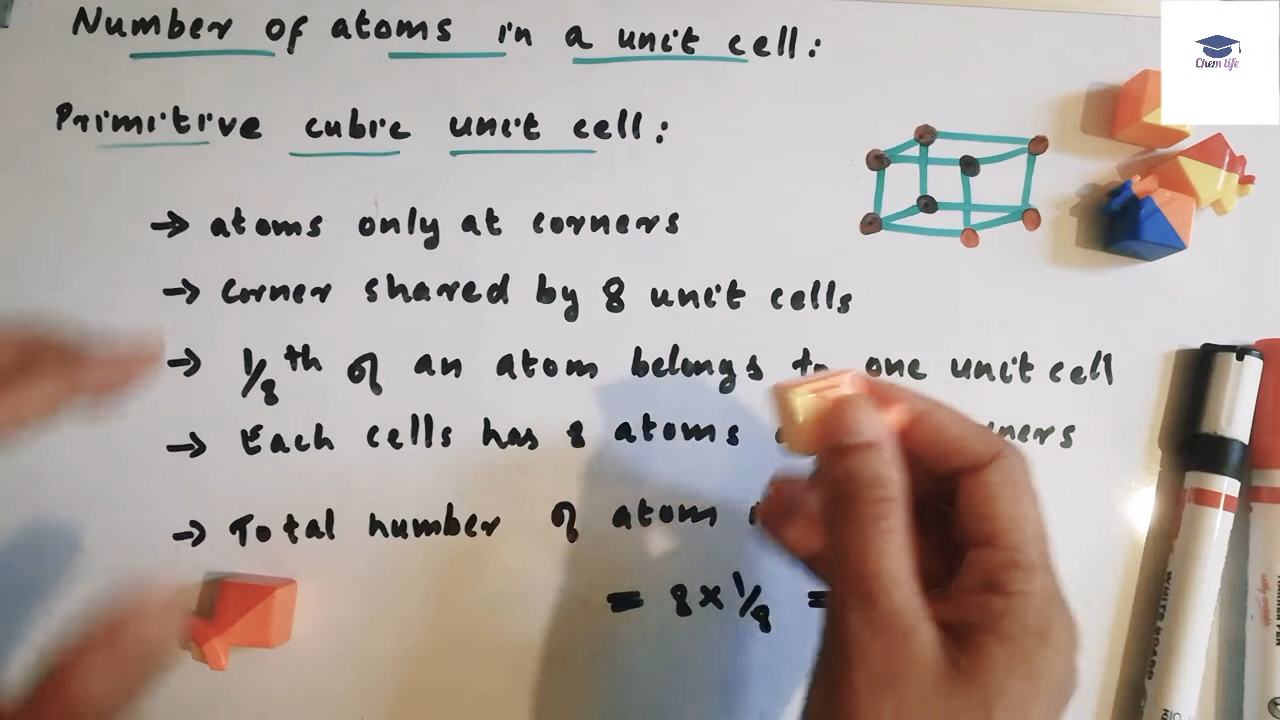 Number of atoms in a unit cell:
Chem life
Primitive cubic unit cell:
→ atoms only at corners
→ corner shared by 8 unit cells
→ 1/8th of an atom belongs to one unit cell
→ Each cells has 8 atoms
→ Total number of atom
= 8 × 1/8 =